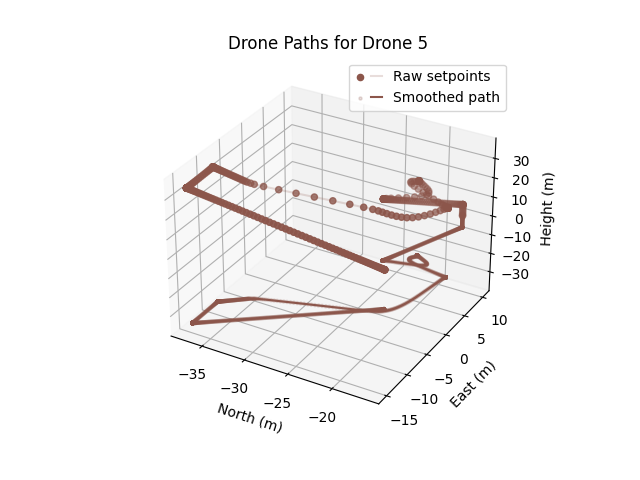 Drone Paths for Drone 5
Raw setpoints
Smoothed path
30
20
10
0
−10
−20
−30
Height (m)
10
5
0
−5
−10
−15
East (m)
−35
−30
−25
−20
North (m)